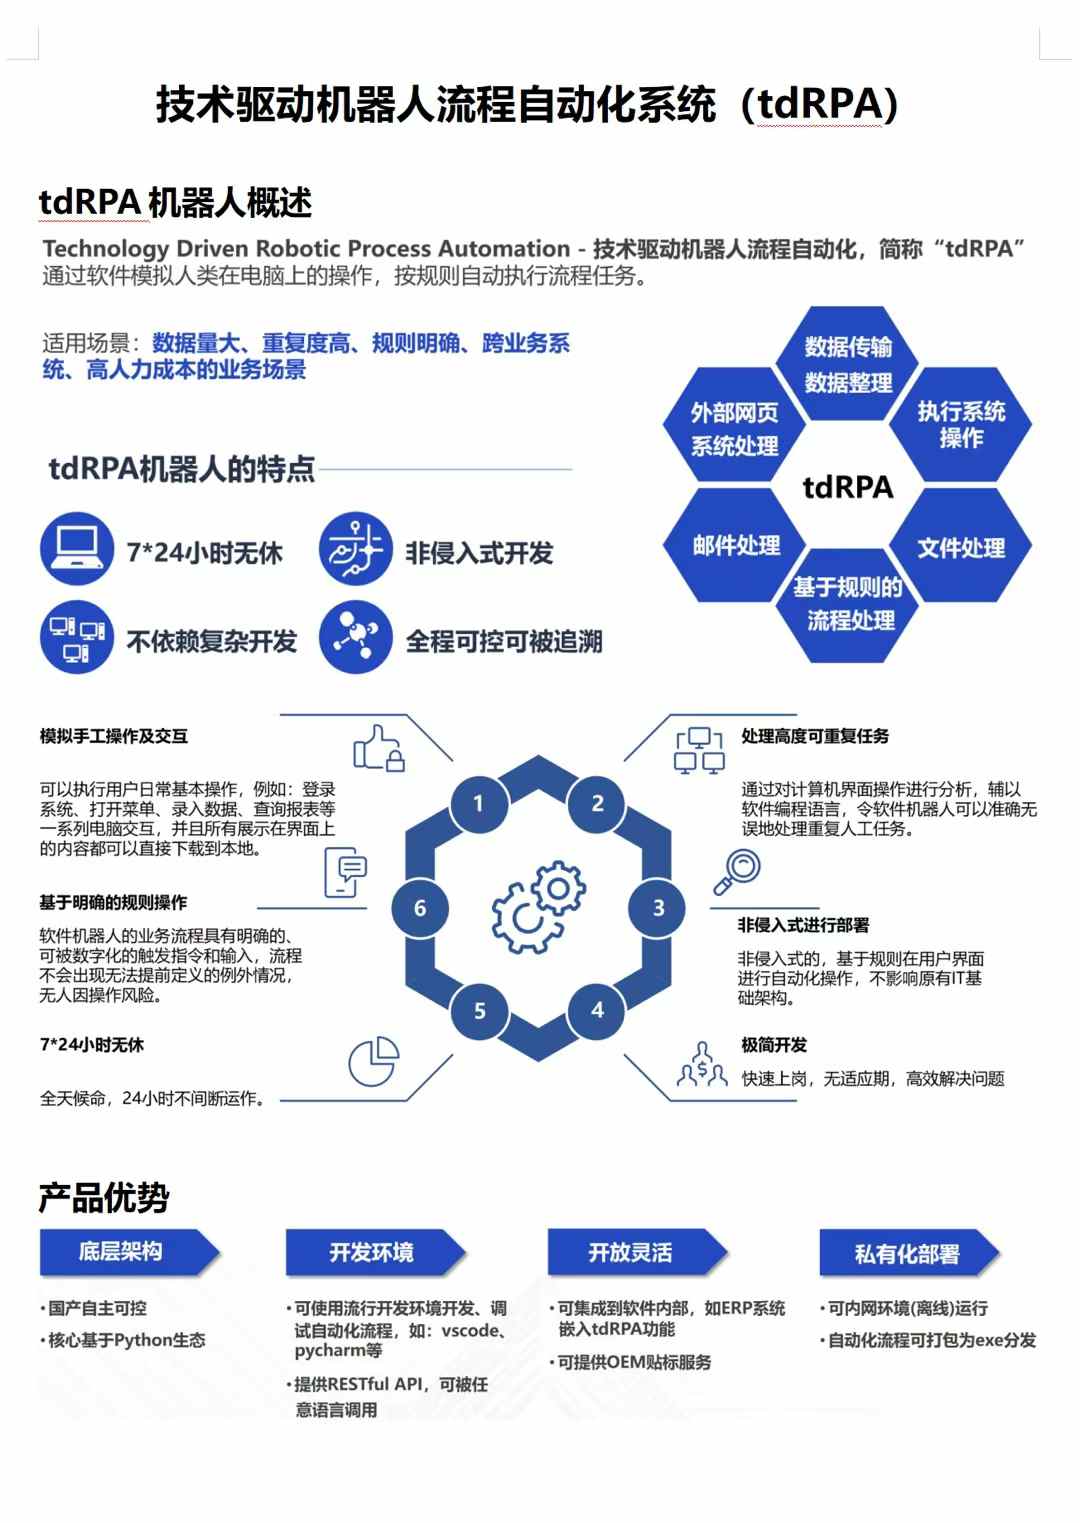 技术驱动机器人流程自动化系统（tdRPA）
tdRPA 机器人概述
Technology Driven Robotic Process Automation - 技术驱动机器人流程自动化，简称“tdRPA”
通过软件模拟人类在电脑上的操作，按规则自动执行流程任务。
适用场景：数据量大、重复度高、规则明确、跨业务系
统、高人力成本的业务场景
数据传输
数据整理
外部网页
系统处理
执行系统
操作
tdRPA
邮件处理
文件处理
基于规则的
流程处理
tdRPA机器人的特点
7*24小时无休
非侵入式开发
不依赖复杂开发
全程可控可被追溯
模拟手工操作及交互
可以执行用户日常基本操作，例如：登录
系统、打开菜单、录入数据、查询报表等
一系列电脑交互，并且所有展示在界面上
的内容都可以直接下载到本地。
处理高度可重复任务
通过对计算机界面操作进行分析，辅以
软件编程语言，令软件机器人可以准确无
误地处理重复人工任务。
1
2
3
4
5
6
基于明确的规则操作
软件机器人的业务流程具有明确的、
可被数字化的触发指令和输入，流程
不会出现无法提前定义的例外情况，
无人因操作风险。
非侵入式进行部署
非侵入式的，基于规则在用户界面
进行自动化操作，不影响原有IT基
础架构。
7*24小时无休
全天候命，24小时不间断运作。
极简开发
快速上岗，无适应期，高效解决问题
产品优势
底层架构
·国产自主可控
·核心基于Python生态
开发环境
·可使用流行开发环境开发、调
试自动化流程，如：vscode、
pycharm等
·提供RESTful API，可被任
意语言调用
开放灵活
·可集成到软件内部，如ERP系统
嵌入tdRPA功能
·可提供OEM贴标服务
私有化部署
·可内网环境(离线)运行
·自动化流程可打包为exe分发